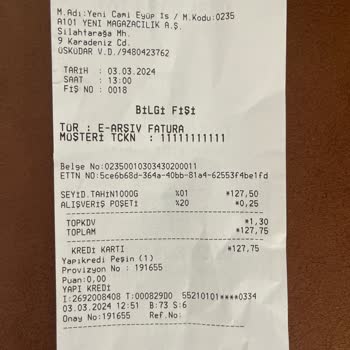 M.Adı:Yeni Cami Eyüp Is / M.Kodu:0235
A101 YENİ MAGAZACILIK A.Ş.
Silahtarağa Mh.
9 Karadeniz Cd.
ÜSKÜDAR V.D./9480423762
TARİH : 03.03.2024
SAAT : 13:00
FİŞ NO : 0018
BİLGİ FİŞİ
TÜR : E-ARŞİV FATURA
MÜŞTERİ TCKN : 11111111111
Belge No:02350010303430200011
ETTN NO:5ce6b68d-364a-40bb-81a4-62553f4be1fd
SEYİD.TAHİN1000G %01 *127,50
ALIŞVERİŞ POŞETİ %20 *0,25
TOPKDV *1,30
TOPLAM *127,75
KREDİ KARTI *127,75
Yapıkredi Peşin (1)
Provizyon No : 191655
Puan:0,00
YAPI KREDİ
I:2692008408 T:000829D0 55210101****0334
03.03.2024 12:51 B:73 S:6
Onay No:191655 Ref.No: